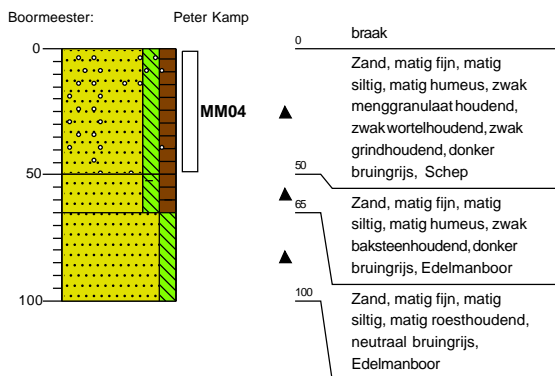 Boormeester: Peter Kamp
0
50
100
MM04
0
braak
Zand, matig fijn, matig
siltig, matig humeus, zwak
menggranulaathoudend,
zwak wortelhoudend, zwak
grindhoudend, donker
bruingrijs, Schep
50
Zand, matig fijn, matig
siltig, matig humeus, zwak
baksteenhoudend, donker
bruingrijs, Edelmanboor
65
Zand, matig fijn, matig
siltig, matig roesthoudend,
neutraal bruingrijs,
Edelmanboor
100